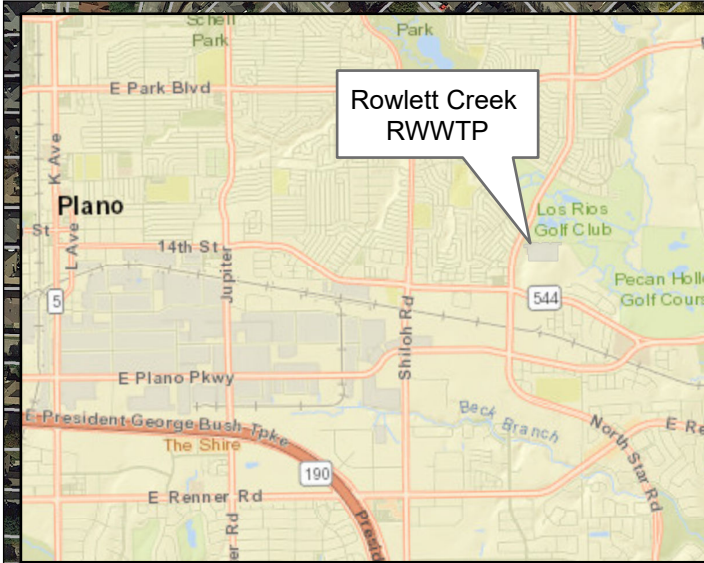 Schell
Park
Park
E Park Blvd
Rowlett Creek
RWWTP
K Ave
Plano
St
L Ave
14th St
Jupiter
Los Rios
Golf Club
Pecan Holl
Golf Cours
5
544
Shiloh Rd
E Plano Pkwy
E President George Bush Tpke
The Shire
Beck Branch
North Star Rd
E Re
190
E Renner Rd
er Rd
Presid